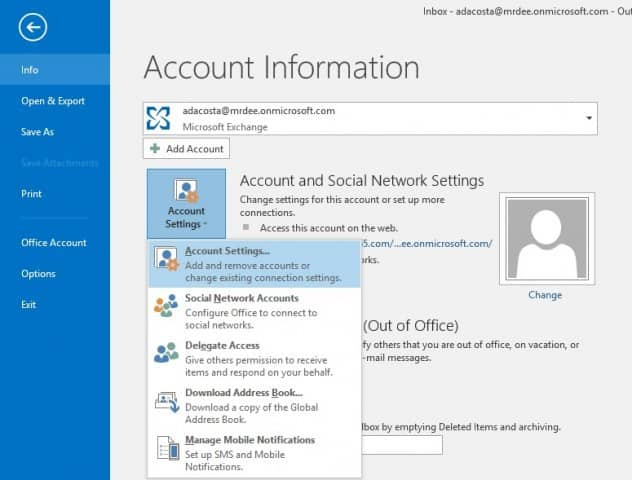 Inbox - adacosta@mrdee.onmicrosoft.com - Out
Info
Open & Export
Save As
Save Attachments
Print
Office Account
Options
Exit
Account Information
adacosta@mrdee.onmicrosoft.com
Microsoft Exchange
Add Account
Account
Settings
Account and Social Network Settings
Change settings for this account or set up more
connections.
Access this account on the web.
5.com/...ee.onmicrosoft.com/
rks.
Change
Account Settings...
Add and remove accounts or
change existing connection settings.
Social Network Accounts
Configure Office to connect to
social networks.
Delegate Access
Give others permission to receive
items and respond on your behalf.
Download Address Book...
Download a copy of the Global
Address Book.
Manage Mobile Notifications
Set up SMS and Mobile
Notifications.
(Out of Office)
fy others that you are out of office, on vacation, or
-mail messages.
lbox by emptying Deleted Items and archiving.